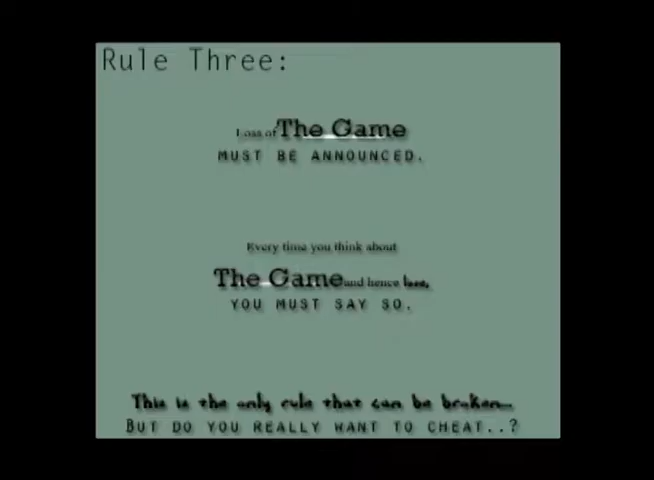 Rule Three:
Loss of The Game
MUST BE ANNOUNCED.
Every time you think about
The Game and hence lose,
YOU MUST SAY SO.
This is the only rule that can be broken...
BUT DO YOU REALLY WANT TO CHEAT..?